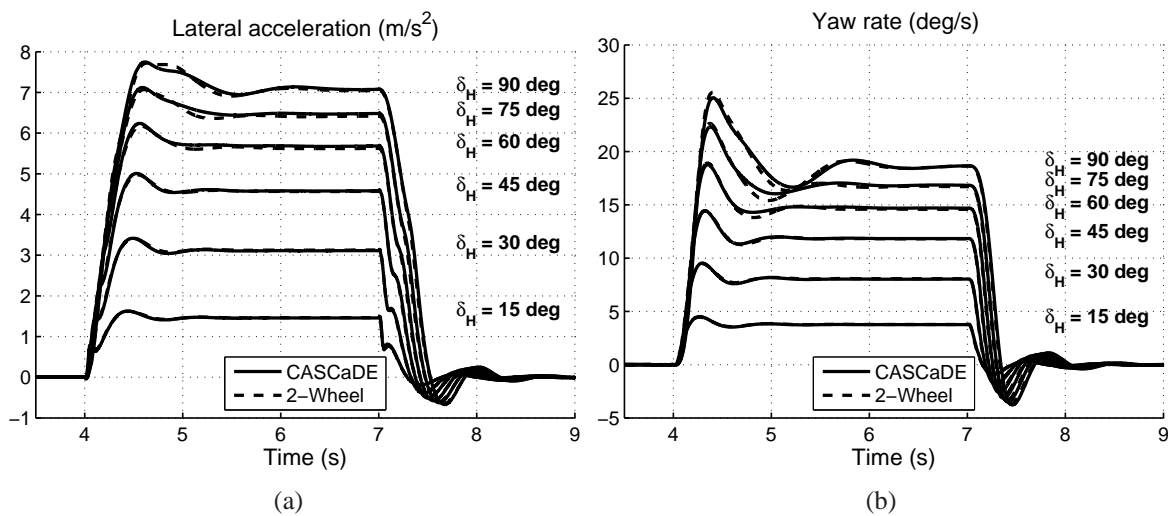 Lateral acceleration (m/s²)
8
7
6
5
4
3
2
1
0
−1
4
5
6
7
8
9
Time (s)
δH = 90 deg
δH = 75 deg
δH = 60 deg
δH = 45 deg
δH = 30 deg
δH = 15 deg
CASCaDE
2−Wheel
(a)
Yaw rate (deg/s)
30
25
20
15
10
5
0
−5
4
5
6
7
8
9
Time (s)
δH = 90 deg
δH = 75 deg
δH = 60 deg
δH = 45 deg
δH = 30 deg
δH = 15 deg
CASCaDE
2−Wheel
(b)